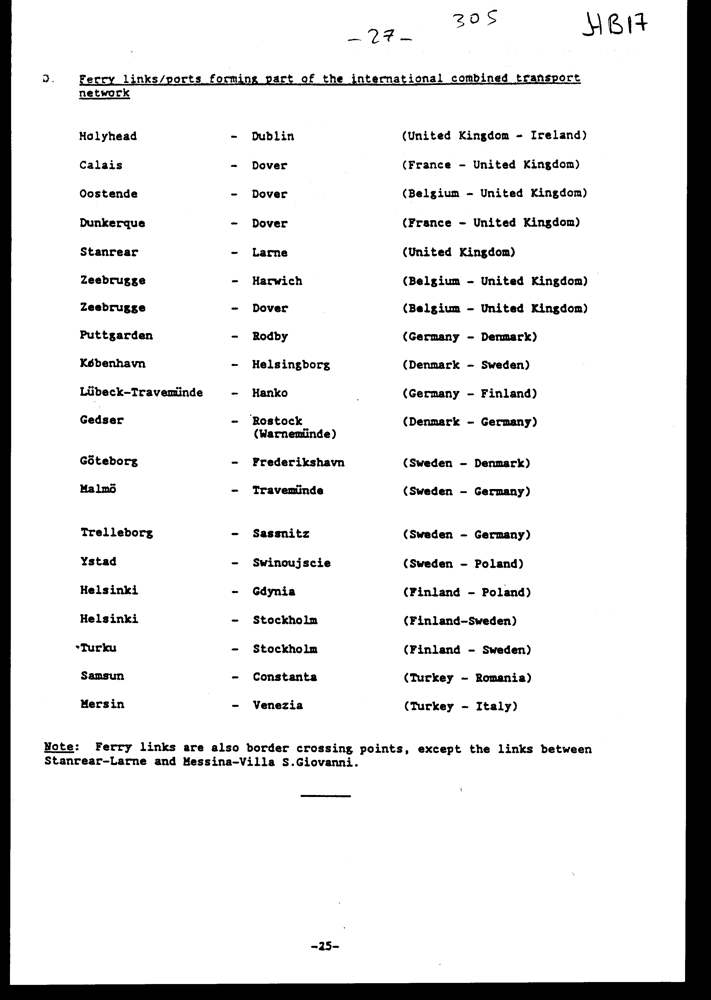 305 HB17
- 27 -
D. Ferry links/ports forming part of the international combined transport
network
Holyhead - Dublin (United Kingdom - Ireland)
Calais - Dover (France - United Kingdom)
Oostende - Dover (Belgium - United Kingdom)
Dunkerque - Dover (France - United Kingdom)
Stanrear - Larne (United Kingdom)
Zeebrugge - Harwich (Belgium - United Kingdom)
Zeebrugge - Dover (Belgium - United Kingdom)
Puttgarden - Rodby (Germany - Denmark)
København - Helsingborg (Denmark - Sweden)
Lübeck-Travemünde - Hanko (Germany - Finland)
Gedser - Rostock (Denmark - Germany)
(Warnemünde)
Göteborg - Frederikshavn (Sweden - Denmark)
Malmö - Travemünde (Sweden - Germany)
Trelleborg - Sassnitz (Sweden - Germany)
Ystad - Swinoujscie (Sweden - Poland)
Helsinki - Gdynia (Finland - Poland)
Helsinki - Stockholm (Finland-Sweden)
Turku - Stockholm (Finland - Sweden)
Samsun - Constanta (Turkey - Romania)
Mersin - Venezia (Turkey - Italy)
Note: Ferry links are also border crossing points, except the links between
Stanrear-Larne and Messina-Villa S.Giovanni.
-25-